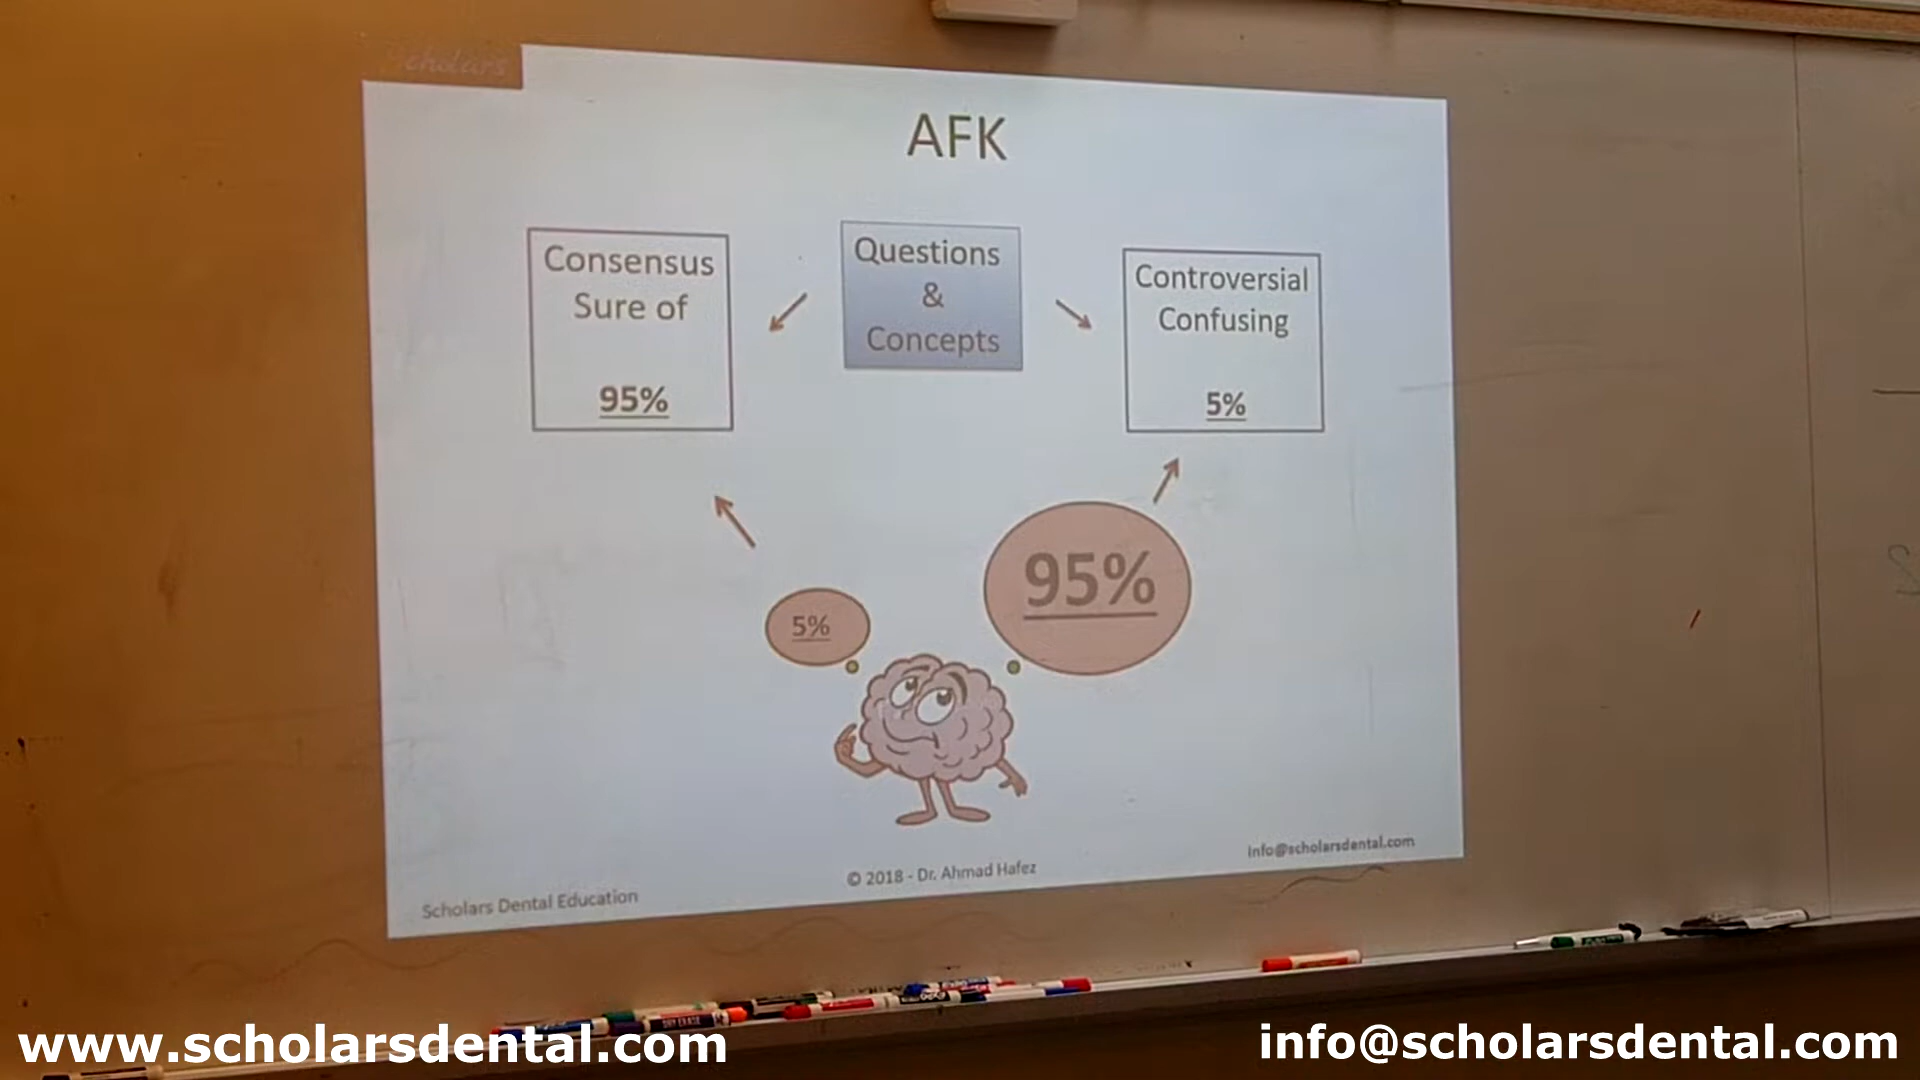 Scholars
AFK
Consensus
Sure of
95%
Questions
&
Concepts
Controversial
Confusing
5%
5%
95%
Scholars Dental Education
© 2018 - Dr. Ahmad Hafez
info@scholarsdental.com
www.scholarsdental.com
info@scholarsdental.com